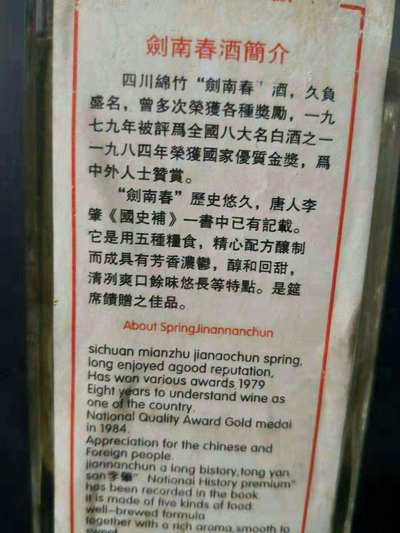 劍南春酒簡介
四川綿竹“劍南春”酒，久負
盛名，曾多次榮獲各種獎勵，一九
七九年被評爲全國八大名白酒之一
一九八四年榮獲國家優質金獎，爲
中外人士贊賞。
“劍南春”歷史悠久，唐人李
肇《國史補》一書中已有記載。
它是用五種糧食，精心配方釀制
而成具有芳香濃鬱，醇和回甜，
清洌爽口餘味悠長等特點。是筵
席饋贈之佳品。
About SpringJinannanchun
sichuan mianzhu jianaochun spring,
long enjoyed agood reputation,
Has won various awards 1979
Eight years to understand wine as
one of the country.
National Quality Award Gold medai
in 1984.
Appreciation for the chinese and
Foreign people.
jiannanchun a long bistory,tong yan
san李肇" National History premium"
has been recorded in the book.
it is made of five kinds of food.
well-brewed formula
together with a rich aroma,smooth to
sweet